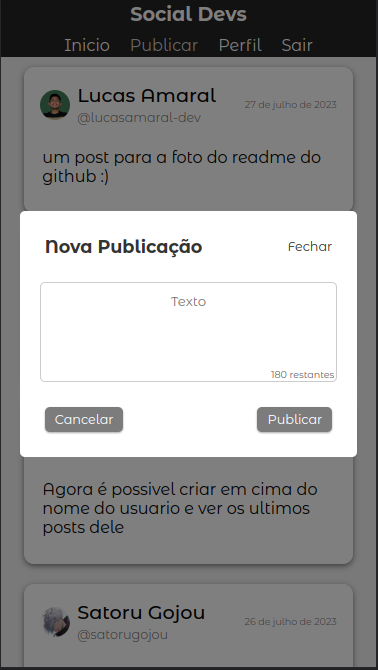 Social Devs
Inicio Publicar Perfil Sair
Lucas Amaral
27 de julho de 2023
@lucasamaral-dev
um post para a foto do readme do
github :)
Nova Publicação
Fechar
Texto
180 restantes
Cancelar
Publicar
Agora é possivel criar em cima do
nome do usuario e ver os ultimos
posts dele
Satoru Gojou
26 de julho de 2023
@satorugojou